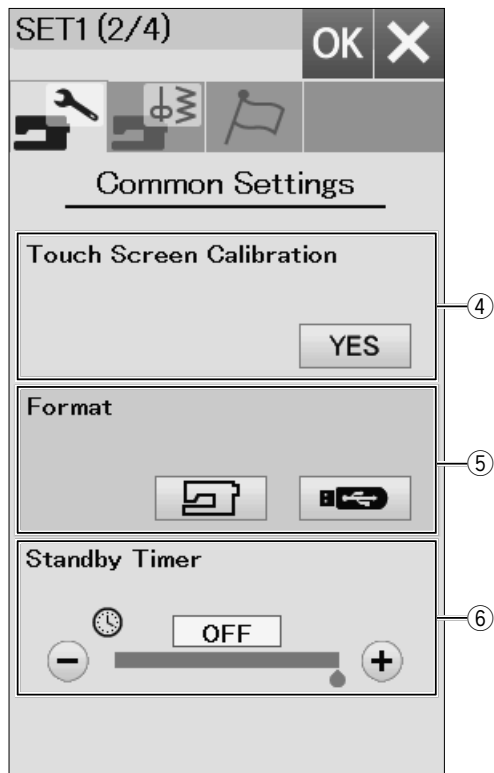 SET1 (2/4)
OK
Common Settings
Touch Screen Calibration
④
YES
Format
⑤
Standby Timer
⑥
OFF